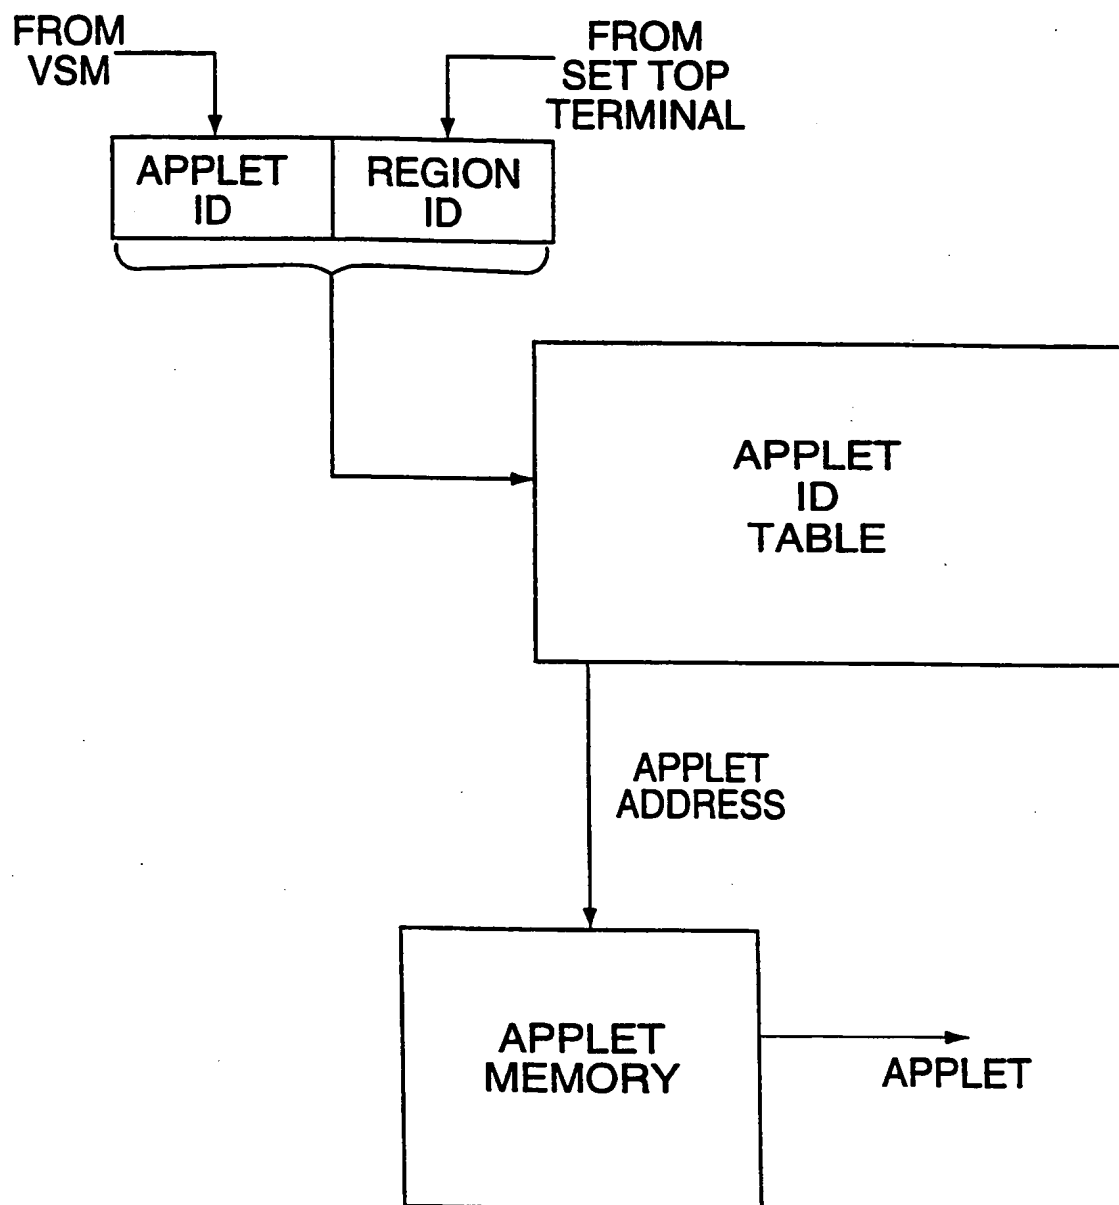 FROM
VSM
FROM
SET TOP
TERMINAL
APPLET
ID
REGION
ID
APPLET
ID
TABLE
APPLET
ADDRESS
APPLET
MEMORY
APPLET